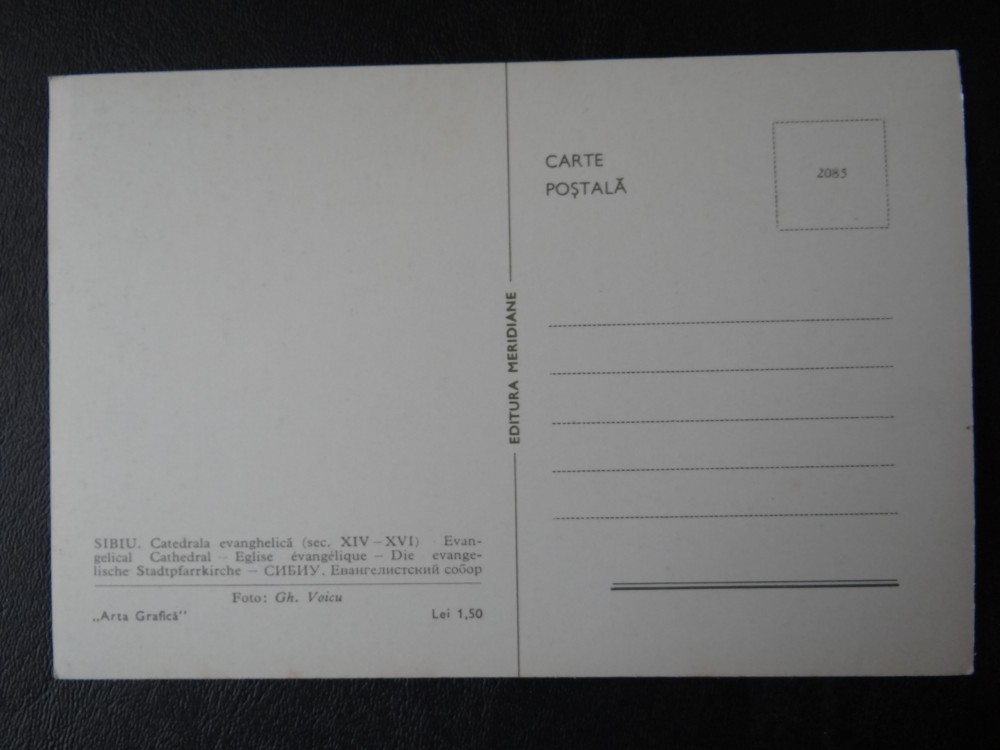 CARTE
POȘTALĂ
2085
EDITURA MERIDIANE
SIBIU. Catedrala evanghelică (sec. XIV – XVI) Evan-
gelical Cathedral – Eglise évangélique – Die evange-
lische Stadtpfarrkirche – СИБИУ. Евангелистский собор
Foto: Gh. Voicu
„Arta Grafică” Lei 1,50